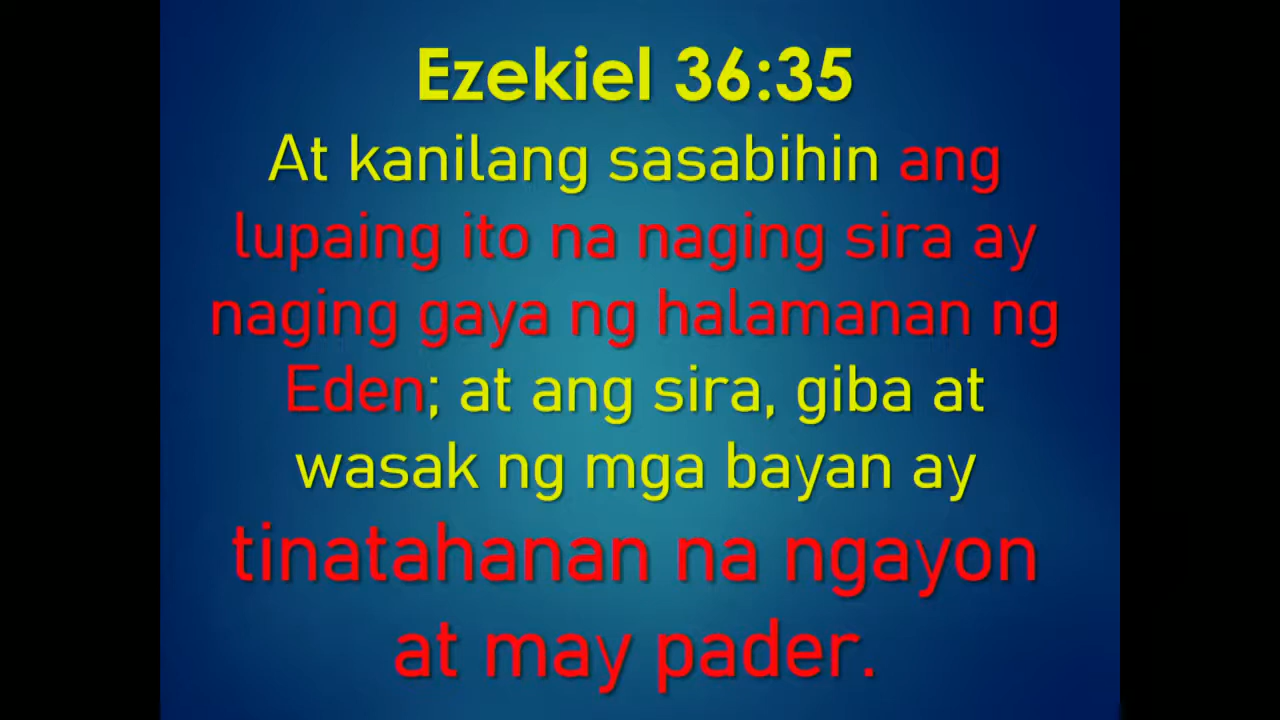 Ezekiel 36:35
At kanilang sasabihin ang
lupaing ito na naging sira ay
naging gaya ng halamanan ng
Eden; at ang sira, giba at
wasak ng mga bayan ay
tinatahanan na ngayon
at may pader.